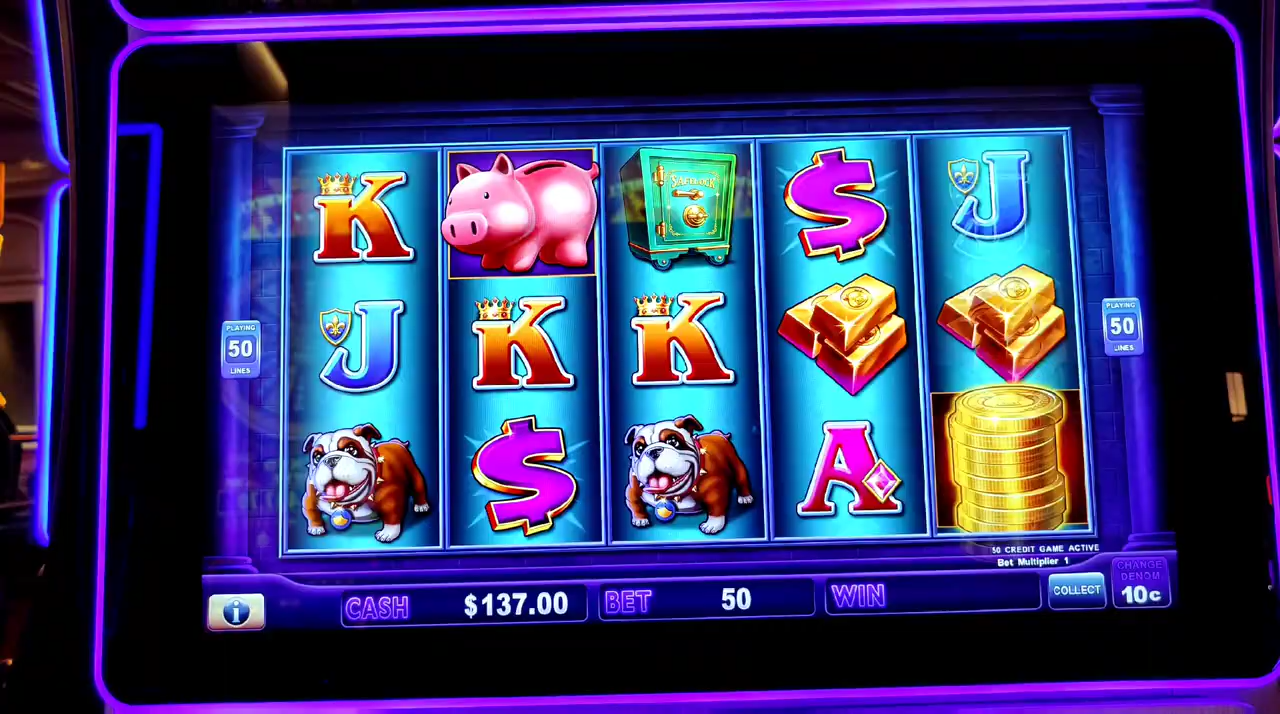 K
SAFELOCK
$
J
J
K
K
$
A
PLAYING
50
LINES
PLAYING
50
LINES
50 CREDIT GAME ACTIVE
Bet Multiplier 1
i
CASH $137.00
BET 50
WIN
COLLECT
CHANGE
DENOM
10¢